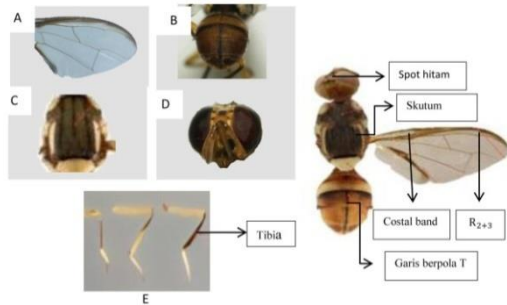 A
B
C
D
E
Tibia
Spot hitam
Skutum
Costal band
R2+3
Garis berpola T